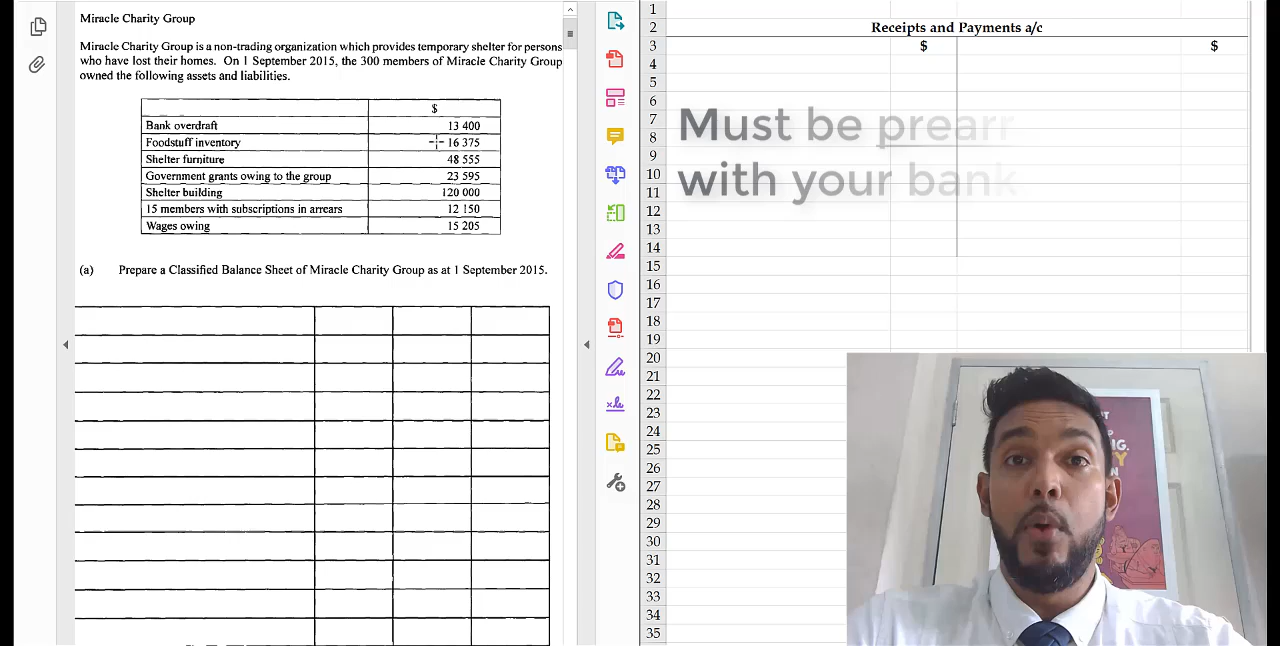 Miracle Charity Group
Miracle Charity Group is a non-trading organization which provides temporary shelter for persons
who have lost their homes. On 1 September 2015, the 300 members of Miracle Charity Group
owned the following assets and liabilities.
$
Bank overdraft 13 400
Foodstuff inventory 16 375
Shelter furniture 48 555
Government grants owing to the group 23 595
Shelter building 120 000
15 members with subscriptions in arrears 12 150
Wages owing 15 205
(a) Prepare a Classified Balance Sheet of Miracle Charity Group as at 1 September 2015.
1
2
Receipts and Payments a/c
3
$ $
4
5
6
7
8
9
10
11
12
13
14
15
16
17
18
19
20
21
22
23
24
25
26
27
28
29
30
31
32
33
34
35
Must be prearr
with your bank